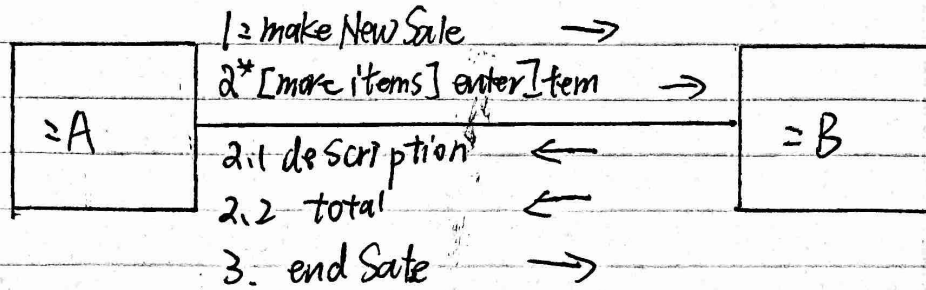 1: make New Sale →
2* [more items] enterItem →
:A
:B
2.1 description ←
2.2 total ←
3. end Sale →